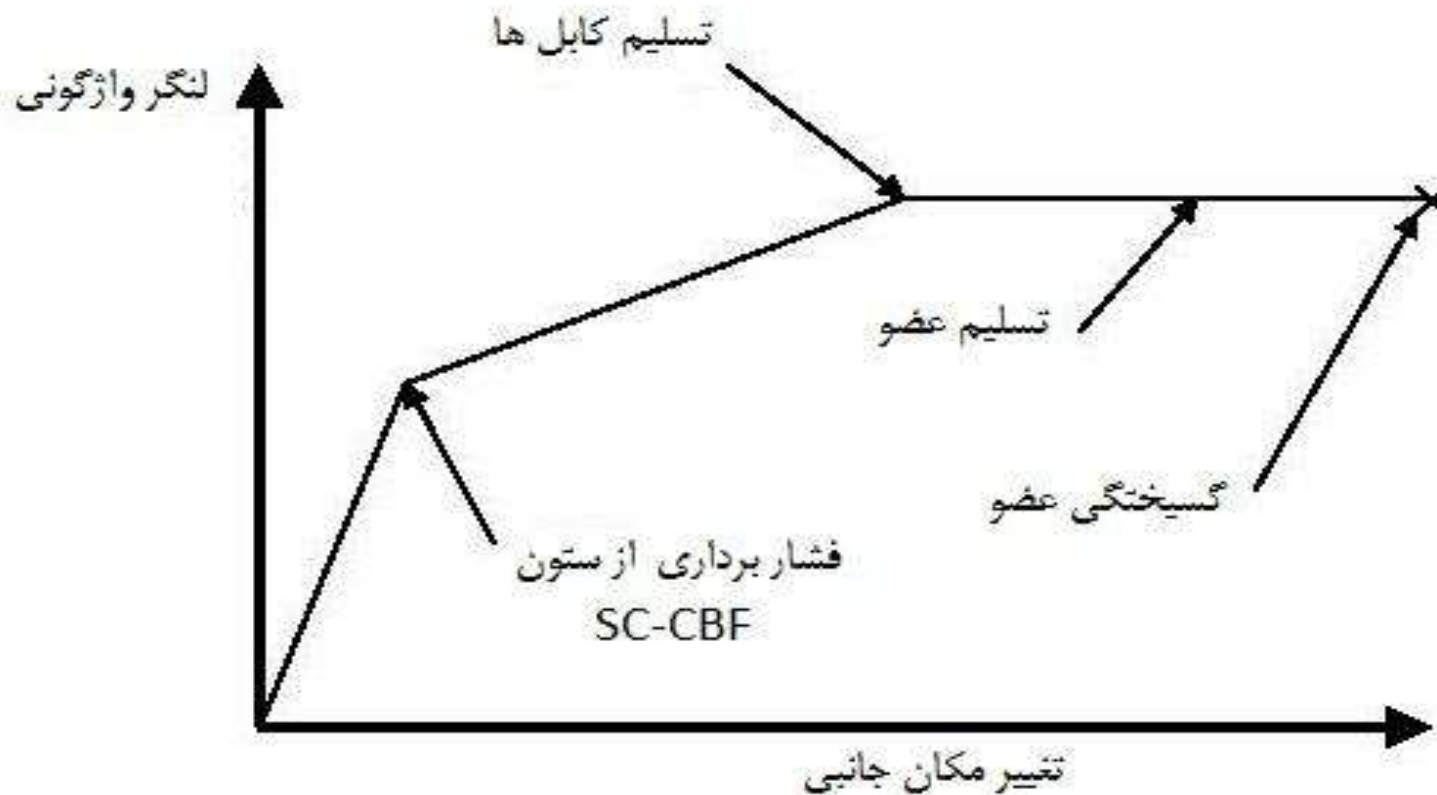 تسلیم کابل ها
لنگر واژگونی
تسلیم عضو
گسیختگی عضو
فشار برداری از ستون
SC-CBF
تغییر مکان جانبی